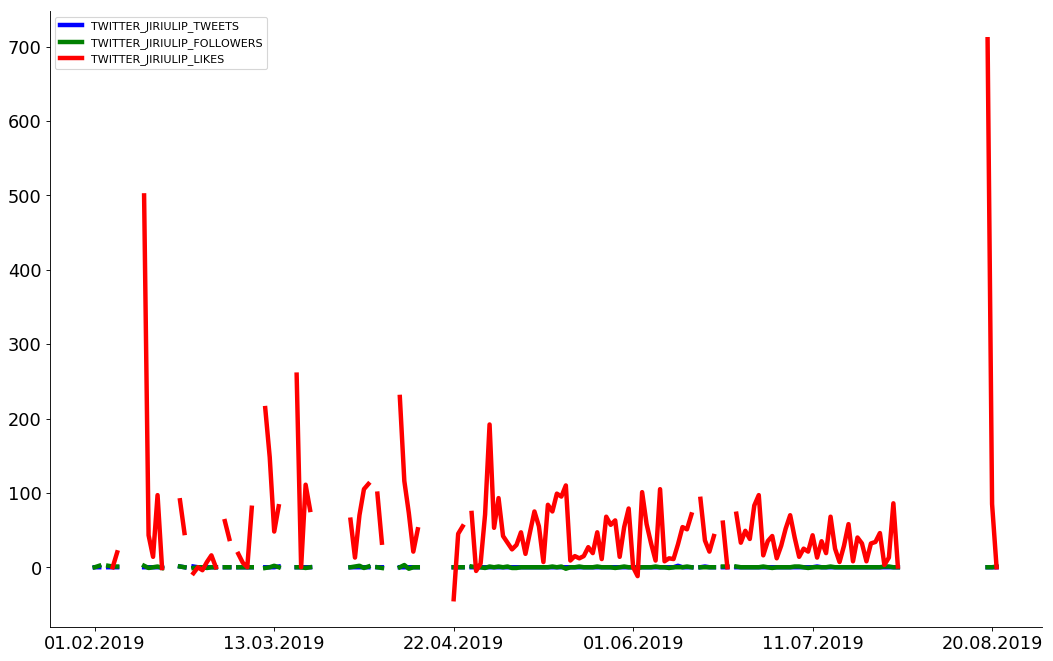 TWITTER_JIRIULIP_TWEETS
TWITTER_JIRIULIP_FOLLOWERS
TWITTER_JIRIULIP_LIKES
700
600
500
400
300
200
100
0
01.02.2019 13.03.2019 22.04.2019 01.06.2019 11.07.2019 20.08.2019